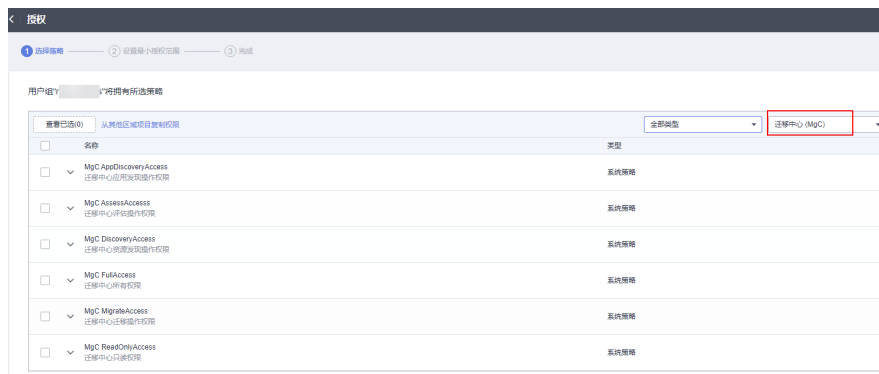 授权
1 选择策略 2 设置最小授权范围 3 完成
用户组"r s"将拥有所选策略
查看已选(0) 从其他区域项目复制权限 全部类型 迁移中心 (MgC)
名称 类型
MgC AppDiscoveryAccess 系统策略
迁移中心应用发现操作权限
MgC AssessAccesss 系统策略
迁移中心评估操作权限
MgC DiscoveryAccess 系统策略
迁移中心资源发现操作权限
MgC FullAccess 系统策略
迁移中心所有权限
MgC MigrateAccess 系统策略
迁移中心迁移操作权限
MgC ReadOnlyAccess 系统策略
迁移中心只读权限